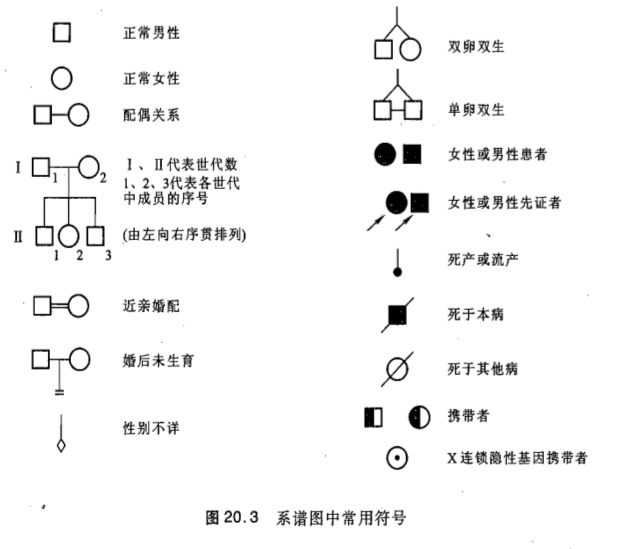 正常男性
正常女性
配偶关系
Ⅰ
1
2
Ⅰ、Ⅱ代表世代数
1、2、3代表各世代
中成员的序号
Ⅱ
1
2
3
(由左向右序贯排列)
近亲婚配
婚后未生育
性别不详
双卵双生
单卵双生
女性或男性患者
女性或男性先证者
死产或流产
死于本病
死于其他病
携带者
X连锁隐性基因携带者
图20.3 系谱图中常用符号